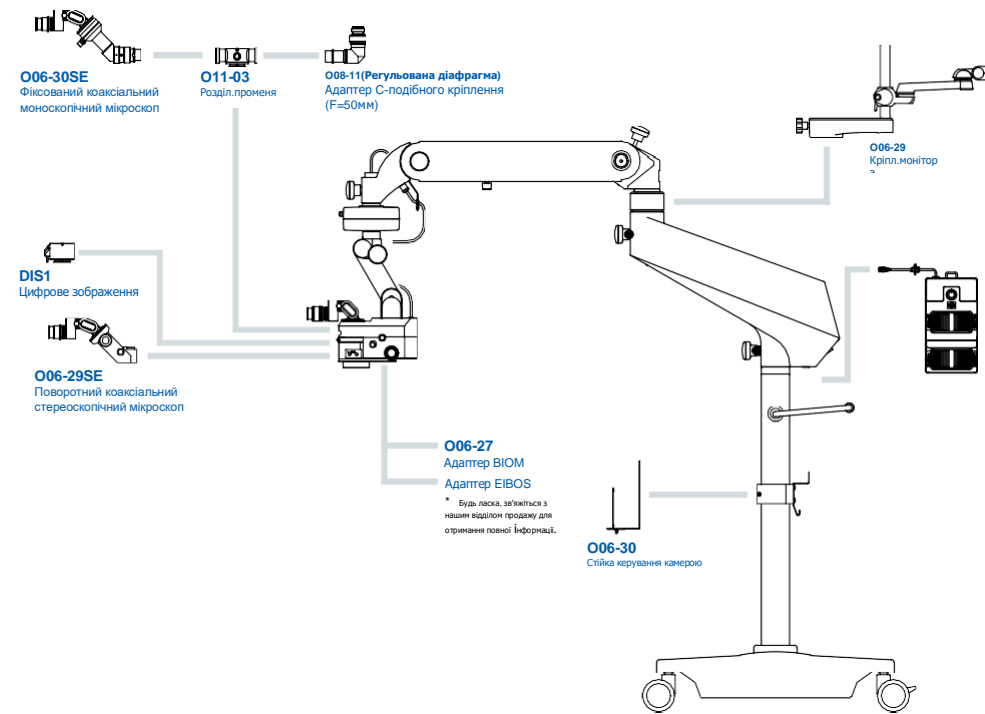 O06-30SE
Фіксований коаксіальний
моноскопічний мікроскоп
O11-03
Розділ.променя
O08-11(Регульована діафрагма)
Адаптер С-подібного кріплення
(F=50мм)
O06-29
Кріпл.монітор
DIS1
Цифрове зображення
O06-29SE
Поворотний коаксіальний
стереоскопічний мікроскоп
O06-27
Адаптер BIOM
Адаптер EIBOS
* Будь ласка, зв'яжіться з
нашим відділом продажу для
отримання повної інформації.
O06-30
Стійка керування камерою